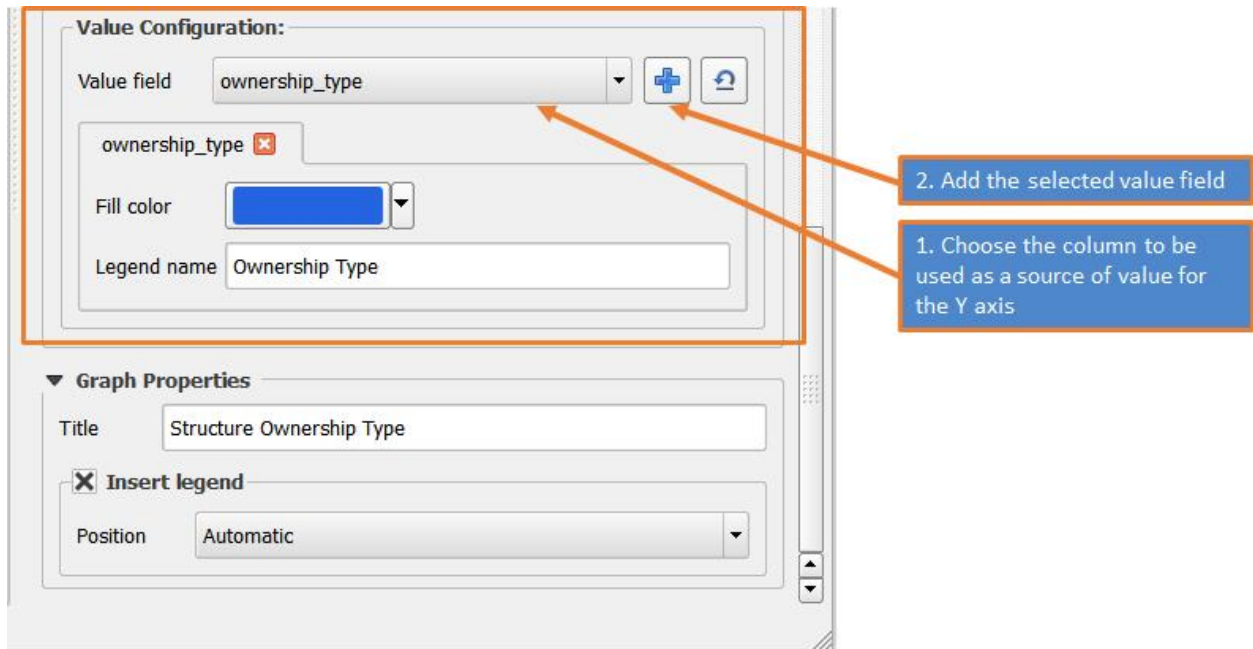 Value Configuration:
Value field ownership_type
ownership_type
2. Add the selected value field
Fill color
1. Choose the column to be
used as a source of value for
the Y axis
Legend name Ownership Type
Graph Properties
Title Structure Ownership Type
Insert legend
Position Automatic